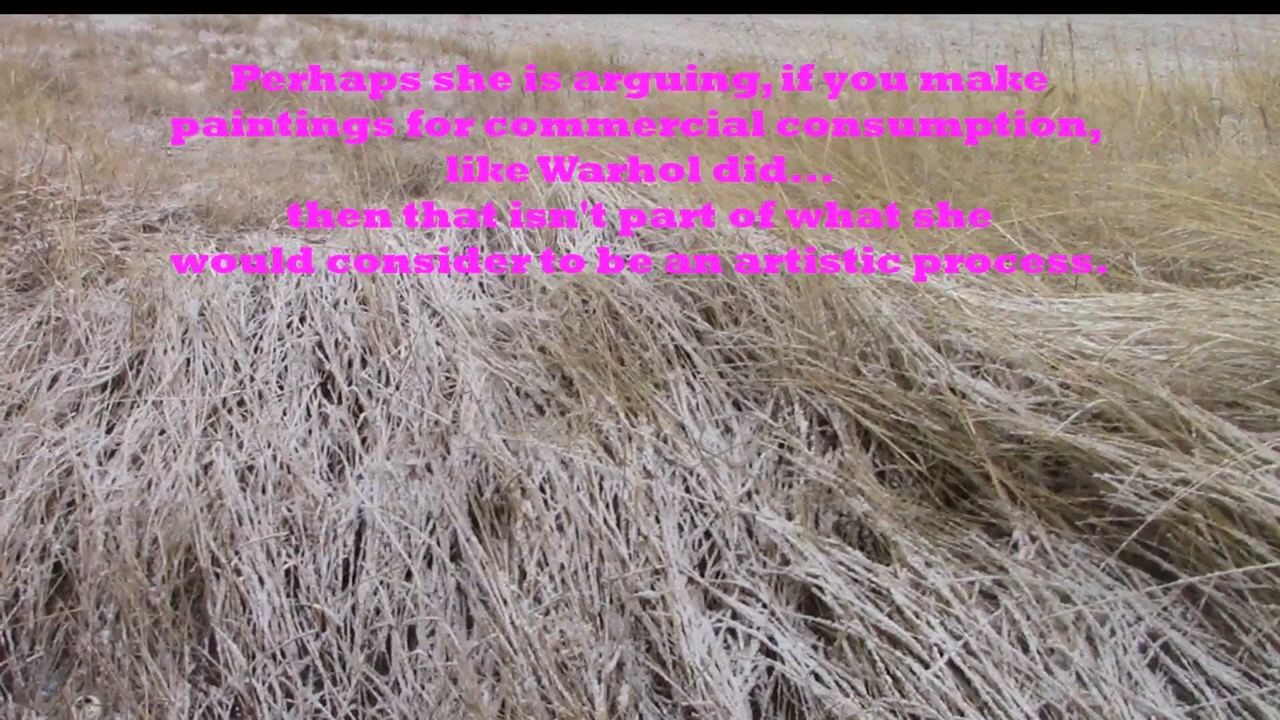 Perhaps she is arguing, if you make
paintings for commercial consumption,
like Warhol did...
then that isn't part of what she
would consider to be an artistic process.